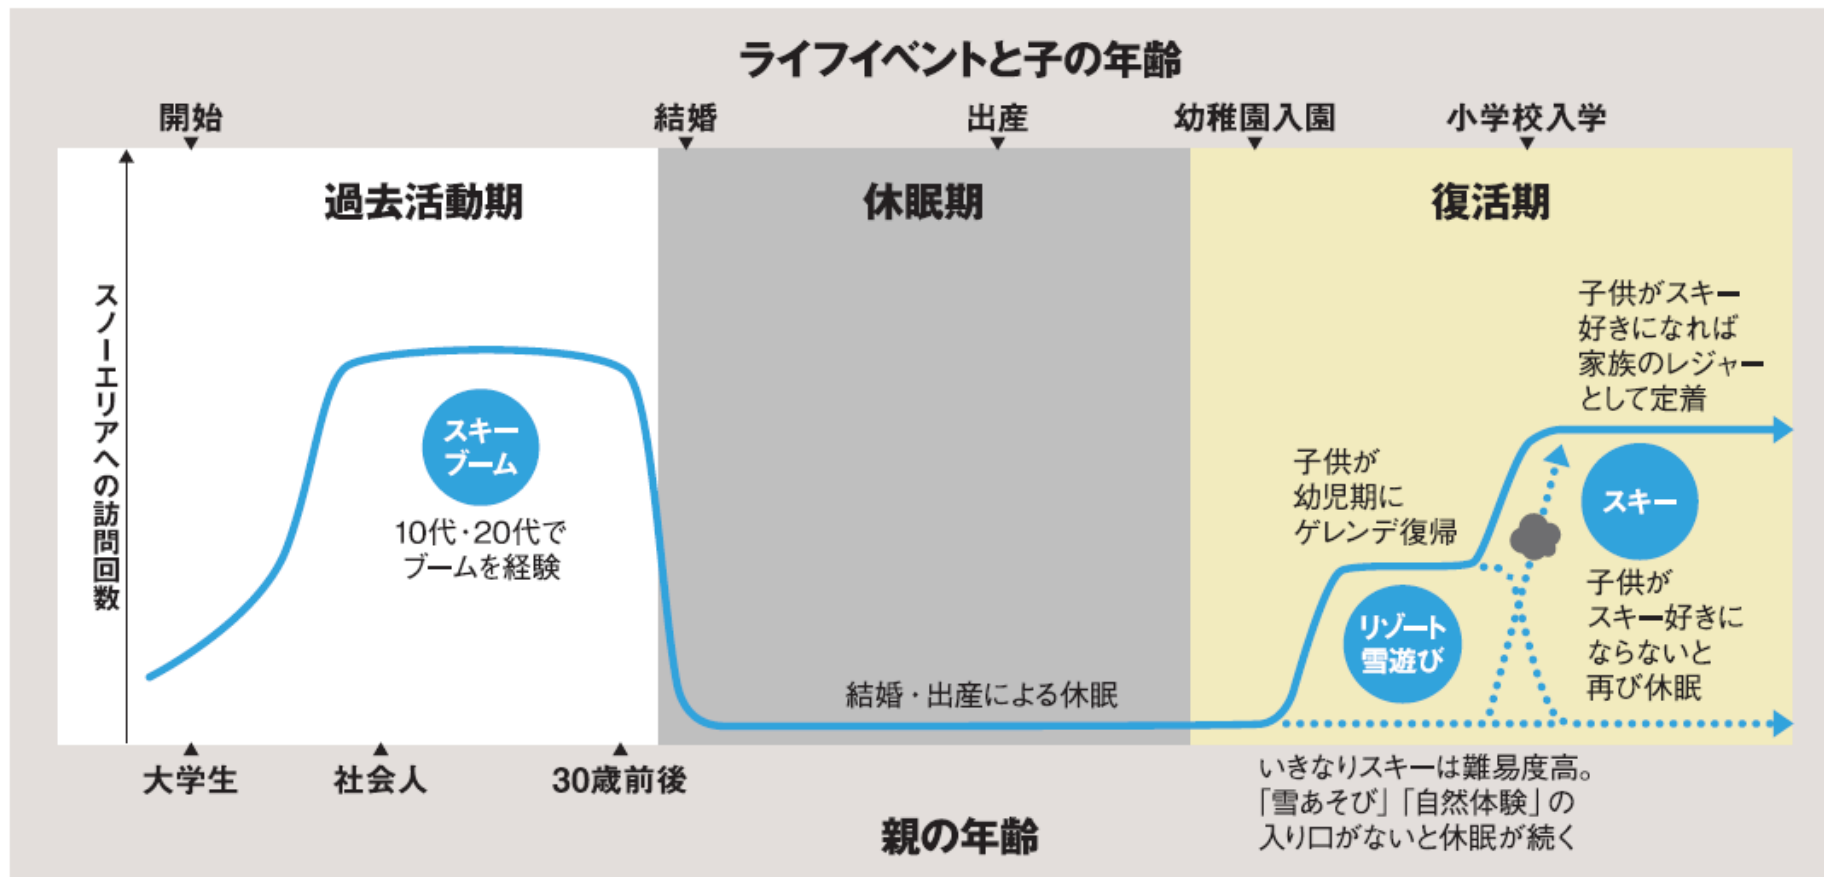 ライフイベントと子の年齢
開始
結婚
出産
幼稚園入園
小学校入学
過去活動期
休眠期
復活期
スノーエリアへの訪問回数
スキー
ブーム
10代・20代で
ブームを経験
結婚・出産による休眠
子供が
幼児期に
ゲレンデ復帰
リゾート
雪遊び
子供がスキー
好きになれば
家族のレジャー
として定着
スキー
子供が
スキー好きに
ならないと
再び休眠
大学生
社会人
30歳前後
親の年齢
いきなりスキーは難易度高。
「雪あそび」「自然体験」の
入り口がないと休眠が続く